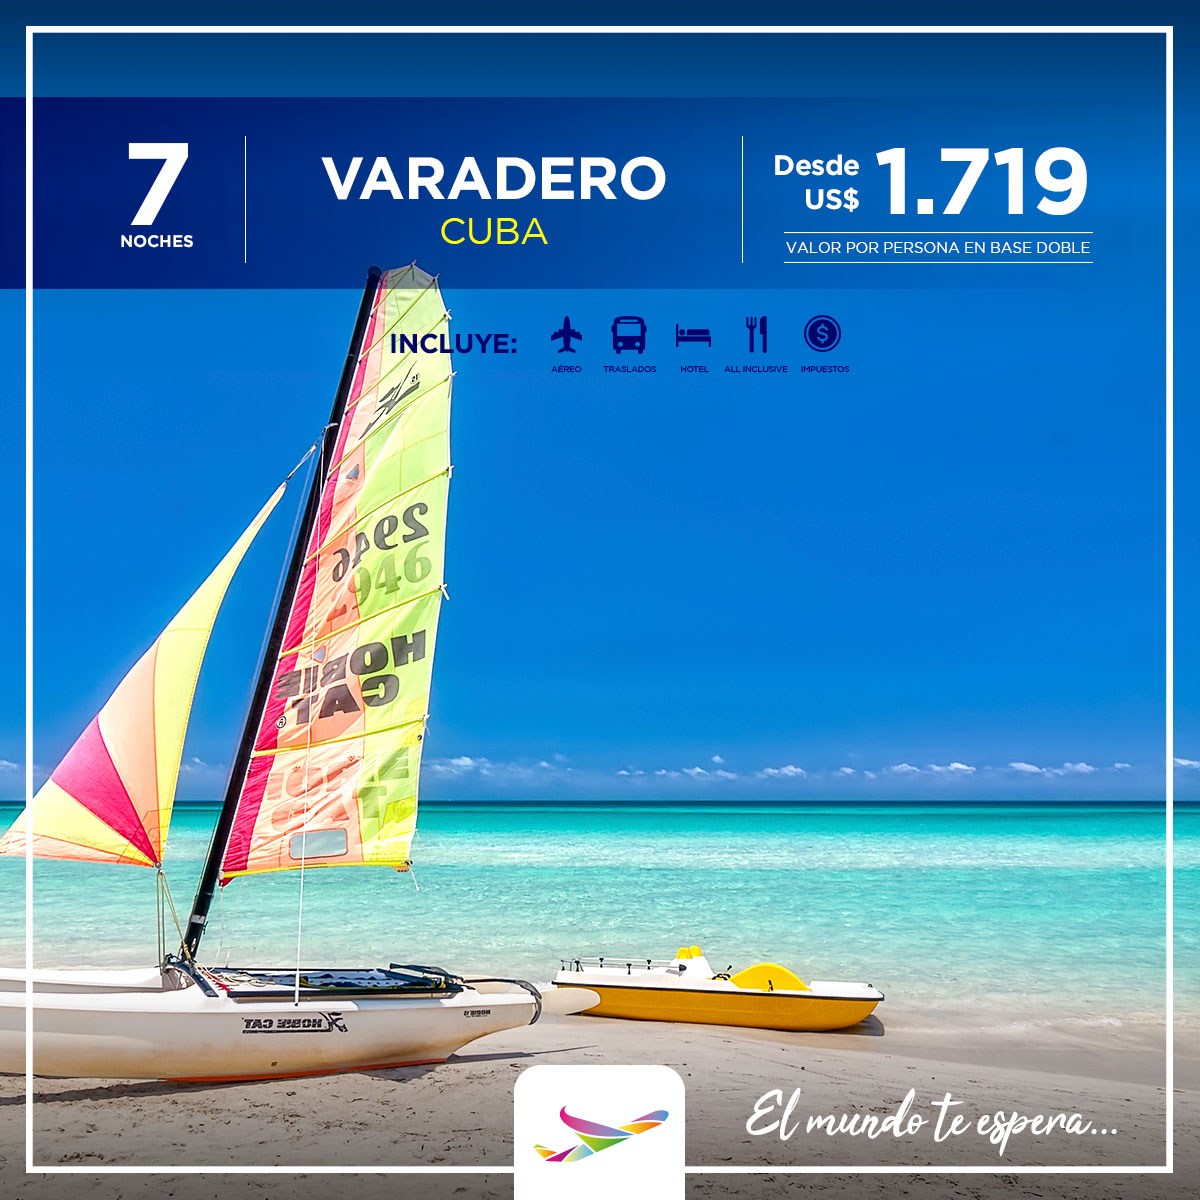 7
NOCHES
VARADERO
CUBA
Desde
US$ 1.719
VALOR POR PERSONA EN BASE DOBLE
INCLUYE:
AÉREO TRASLADOS HOTEL ALL INCLUSIVE IMPUESTOS
2946
2946
HOBIE
CAT
HOBIE CAT
El mundo te espera...